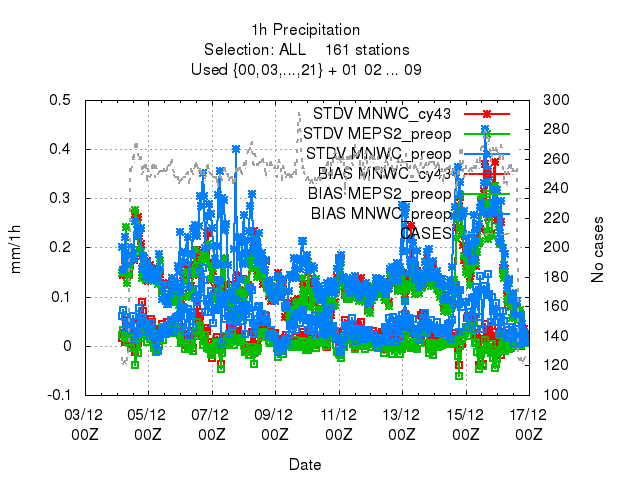 1h Precipitation
Selection: ALL    161 stations
Used {00,03,...,21} + 01 02 ... 09
0.5
0.4
0.3
0.2
0.1
0
-0.1
300
280
260
240
220
200
180
160
140
120
100
mm/1h
No cases
STDV MNWC_cy43
STDV MEPS2_preop
STDV MNWC_preop
BIAS MNWC_cy43
BIAS MEPS2_preop
BIAS MNWC_preop
CASES
03/12 05/12 07/12 09/12 11/12 13/12 15/12 17/12
00Z 00Z 00Z 00Z 00Z 00Z 00Z 00Z
Date